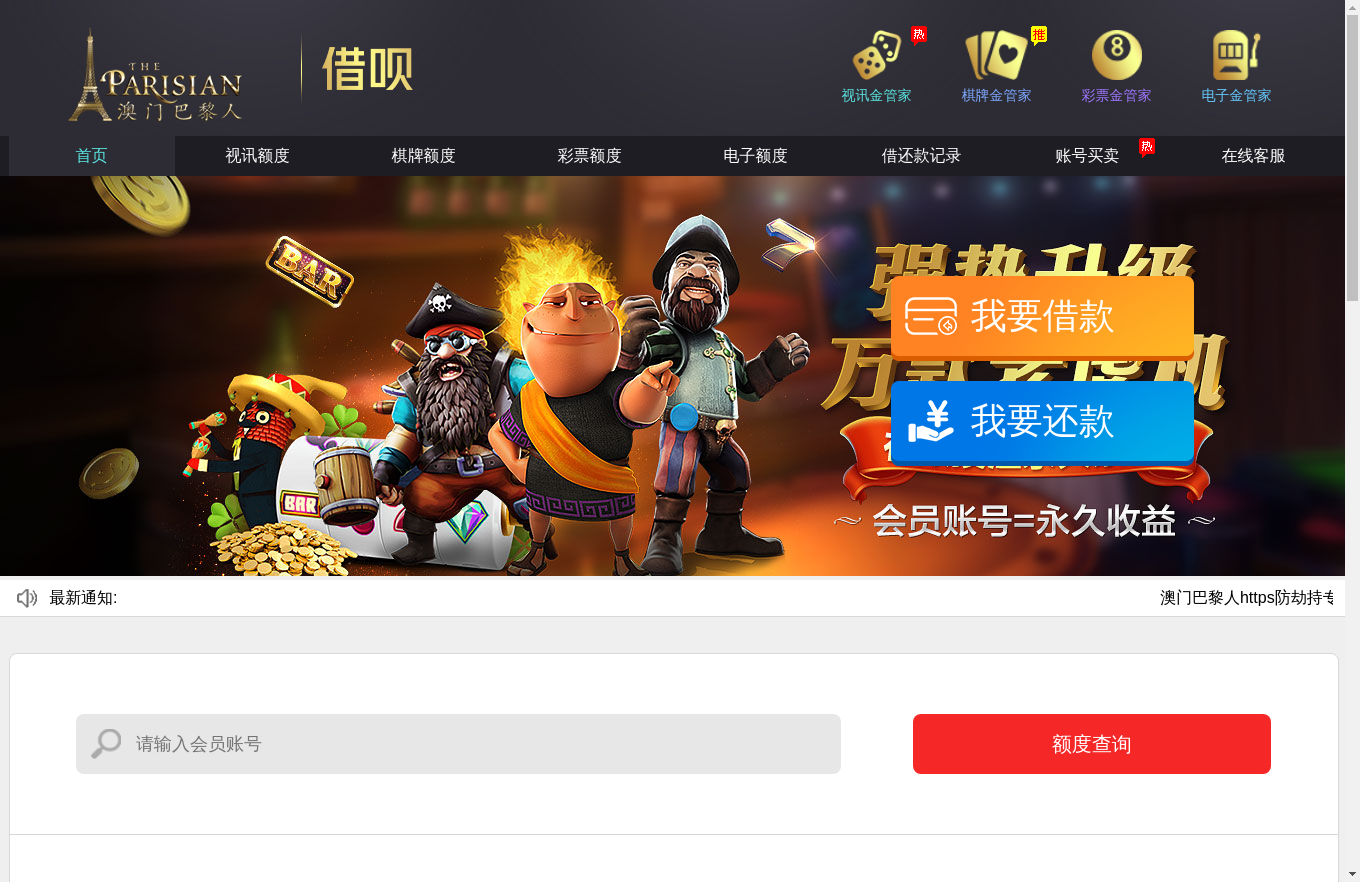 THE
PARISIAN
澳门巴黎人
借呗
热
推
8
视讯金管家
棋牌金管家
彩票金管家
电子金管家
首页
视讯额度
棋牌额度
彩票额度
电子额度
借还款记录
账号买卖
热
在线客服
BAR
强势升级
我要借款
我要还款
BAR
会员账号=永久收益
最新通知:
澳门巴黎人https防劫持专
请输入会员账号
额度查询